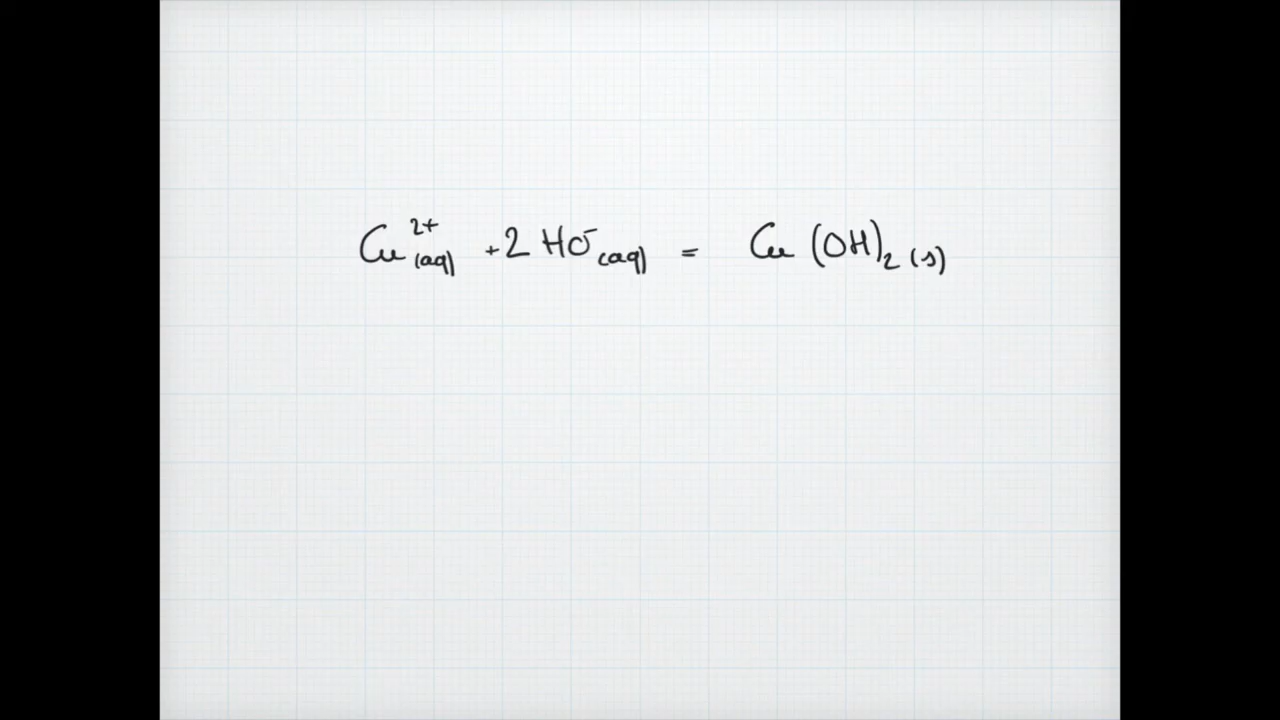 Cu²⁺(aq) + 2 HO⁻(aq) = Cu(OH)₂(s)